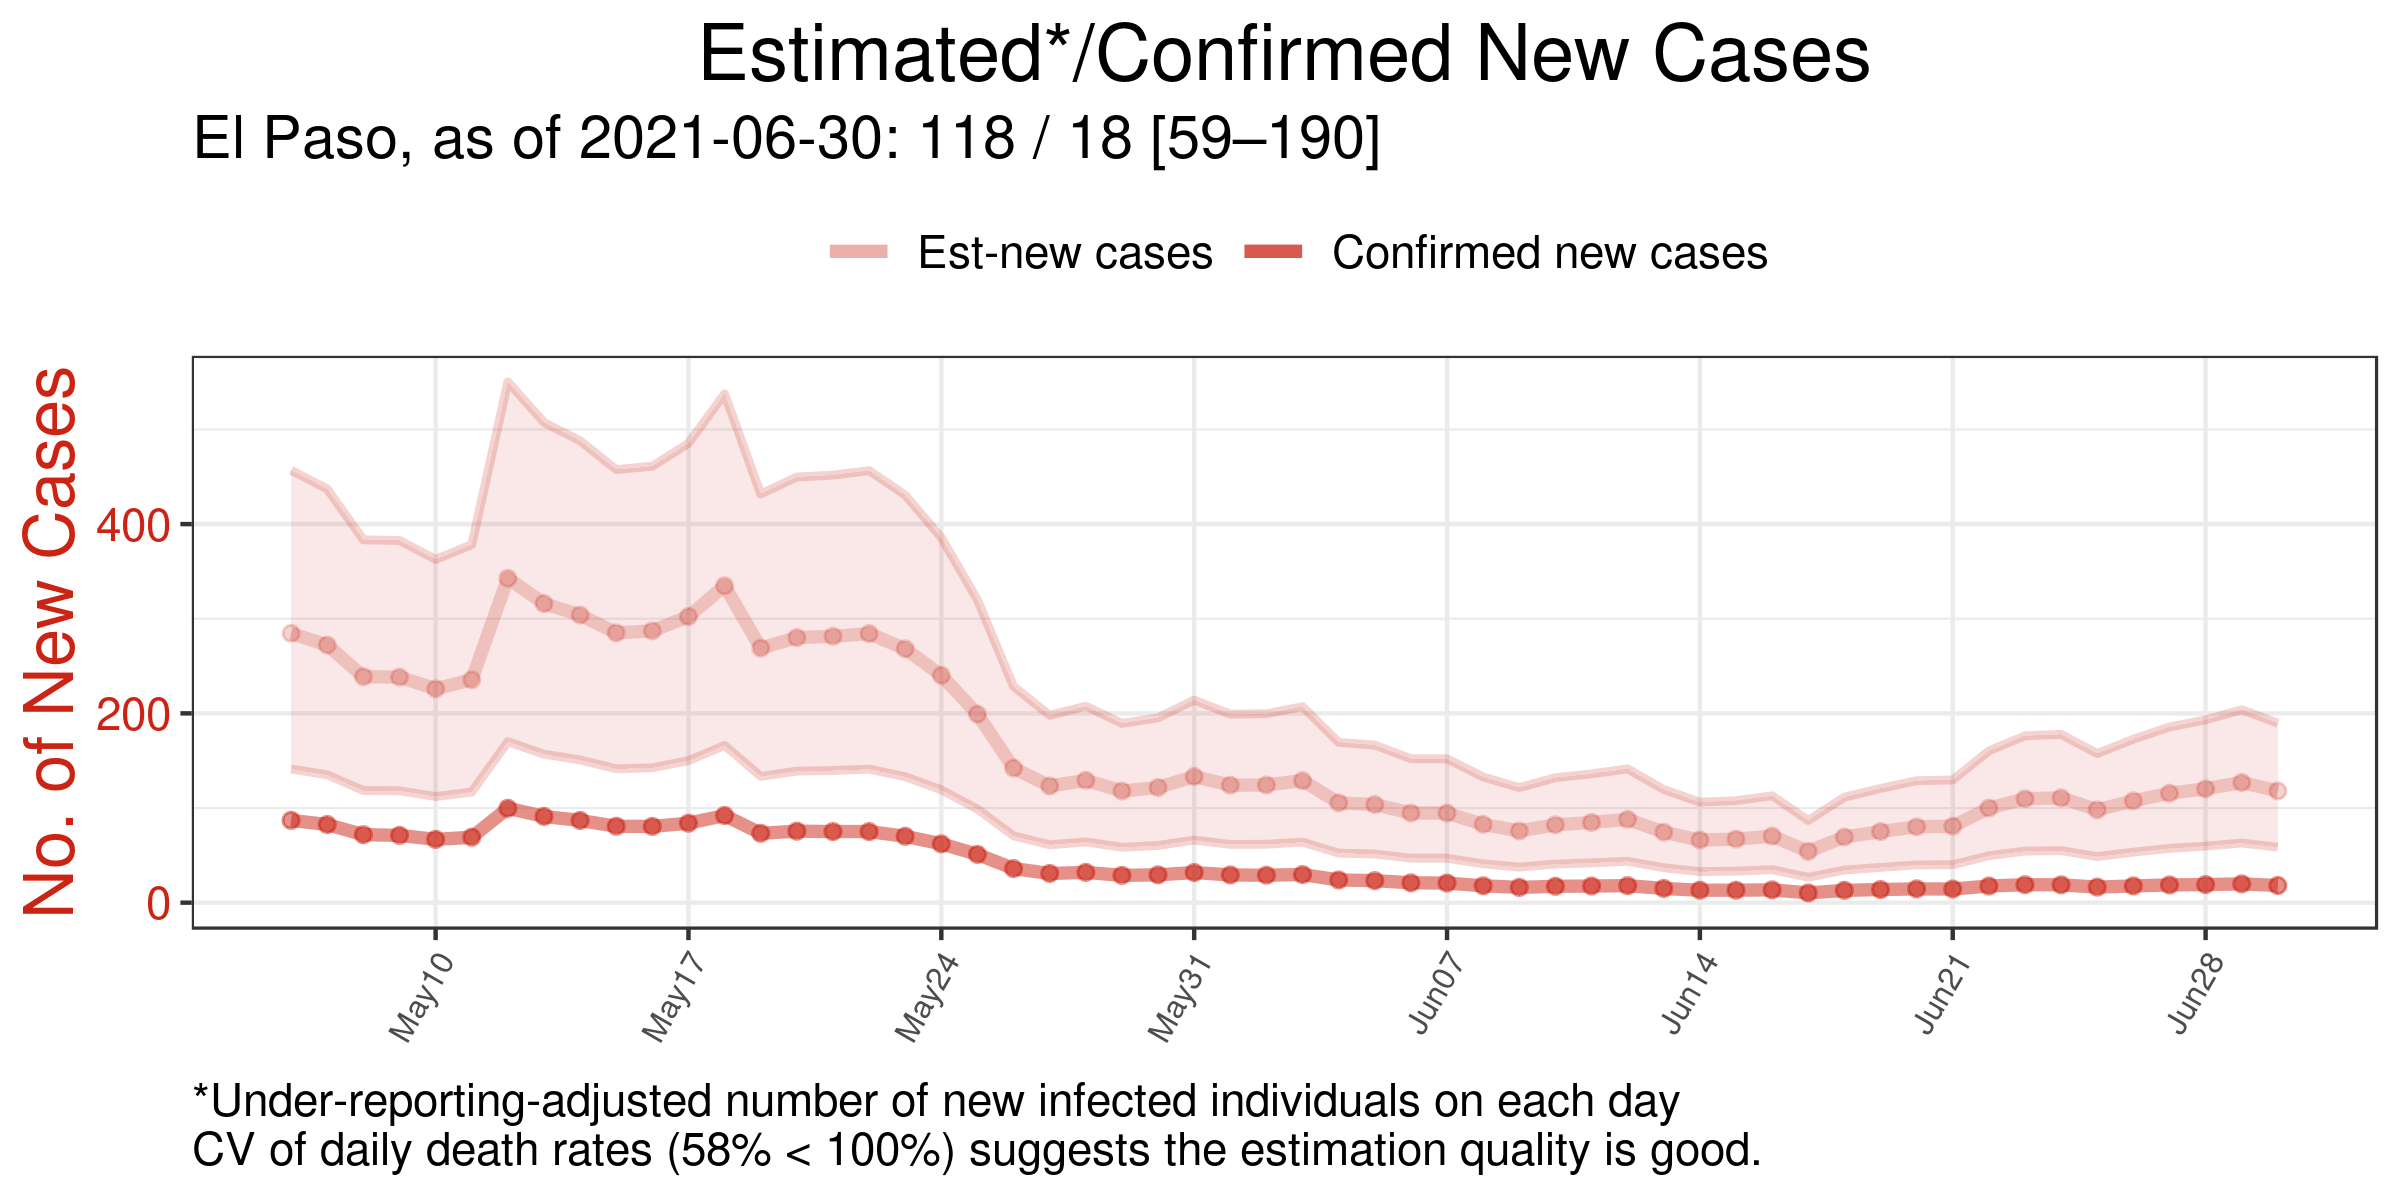 Estimated*/Confirmed New Cases
El Paso, as of 2021-06-30: 118 / 18 [59–190]
Est-new cases Confirmed new cases
No. of New Cases
400
200
0
May10 May17 May24 May31 Jun07 Jun14 Jun21 Jun28
*Under-reporting-adjusted number of new infected individuals on each day
CV of daily death rates (58% < 100%) suggests the estimation quality is good.